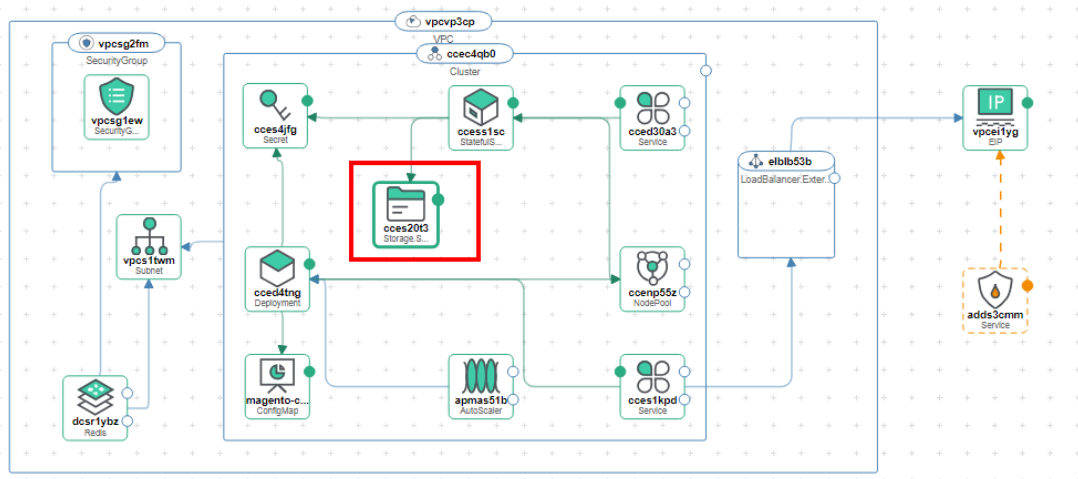 vpcvp3cp
VPC
vpcsg2fm
SecurityGroup
vpcsg1ew
SecurityG...
ccec4qb0
Cluster
cces4jfg
Secret
ccess1sc
StatefulS...
cced30a3
Service
IP
vpcei1yg
EIP
elblb53b
LoadBalancer.Exter...
cces20t3
Storage.S...
vpcs1twm
Subnet
cced4tng
Deployment
ccenp55z
NodePool
adds3cmm
Service
dcsr1ybz
Redis
magento-c...
ConfigMap
apmas51b
AutoScaler
cces1kpd
Service